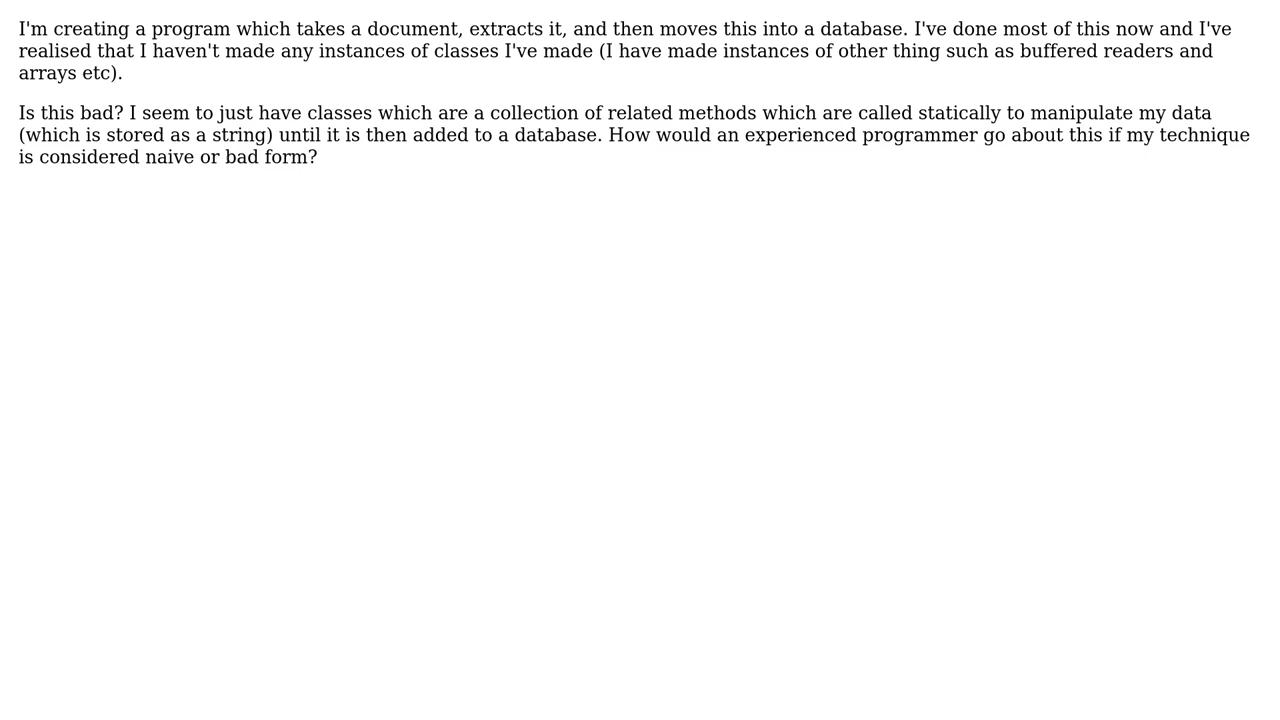 I'm creating a program which takes a document, extracts it, and then moves this into a database. I've done most of this now and I've
realised that I haven't made any instances of classes I've made (I have made instances of other thing such as buffered readers and
arrays etc).
Is this bad? I seem to just have classes which are a collection of related methods which are called statically to manipulate my data
(which is stored as a string) until it is then added to a database. How would an experienced programmer go about this if my technique
is considered naive or bad form?